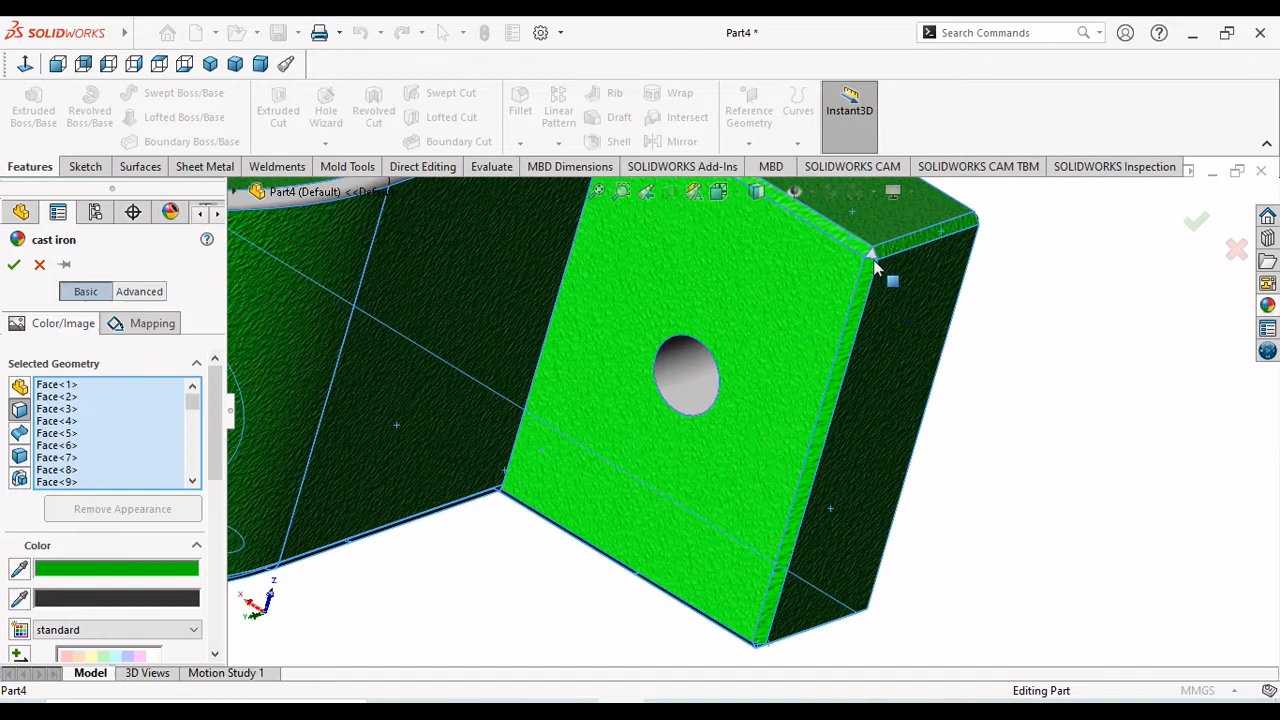 SOLIDWORKS
Part4 *
Search Commands
Extruded Boss/Base
Revolved Boss/Base
Swept Boss/Base
Lofted Boss/Base
Boundary Boss/Base
Extruded Cut
Hole Wizard
Revolved Cut
Swept Cut
Lofted Cut
Boundary Cut
Fillet
Linear Pattern
Rib
Draft
Shell
Wrap
Intersect
Mirror
Reference Geometry
Curves
Instant3D
Features Sketch Surfaces Sheet Metal Weldments Mold Tools Direct Editing Evaluate MBD Dimensions SOLIDWORKS Add-Ins MBD SOLIDWORKS CAM SOLIDWORKS CAM TBM SOLIDWORKS Inspection
Part4 (Default) <<Def
cast iron
Basic Advanced
Color/Image Mapping
Selected Geometry
Face<1>
Face<2>
Face<3>
Face<4>
Face<5>
Face<6>
Face<7>
Face<8>
Face<9>
Remove Appearance
Color
standard
Z
X
Y
Model 3D Views Motion Study 1
Part4 Editing Part MMGS